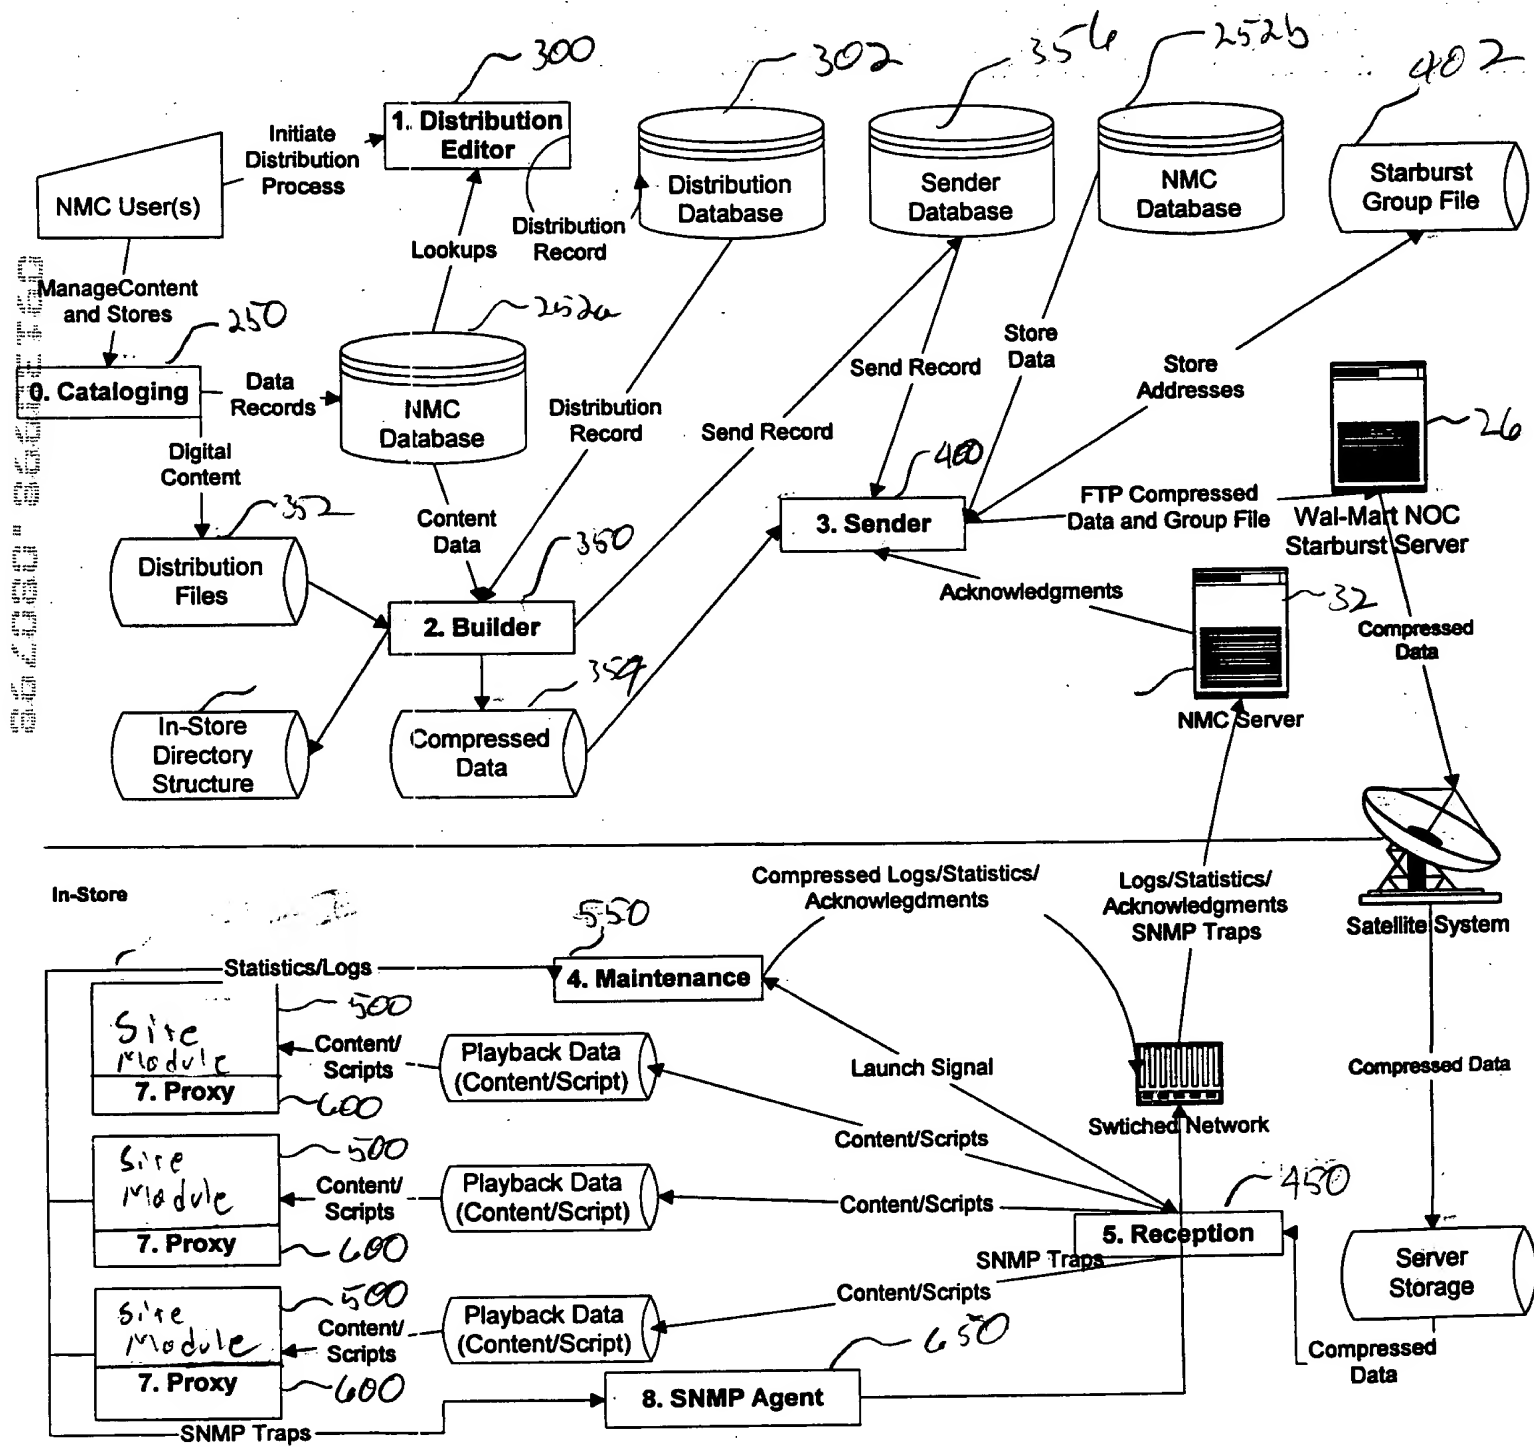 300
302
356
252b
402
1. Distribution
Editor
Initiate
Distribution
Process
NMC User(s)
Distribution
Database
Sender
Database
NMC
Database
Starburst
Group File
Lookups
Distribution
Record
ManageContent
and Stores
250
252a
0. Cataloging
Data
Records
NMC
Database
Distribution
Record
Send Record
Send Record
Store
Data
Store
Addresses
26
Digital
Content
352
Content
Data
350
400
3. Sender
FTP Compressed
Data and Group File
Wal-Mart NOC
Starburst Server
Distribution
Files
2. Builder
Acknowledgments
32
Compressed
Data
354
In-Store
Directory
Structure
Compressed
Data
NMC Server
In-Store
550
Compressed Logs/Statistics/
Acknawlegdments
Logs/Statistics/
Acknowledgments
SNMP Traps
Satellite System
Statistics/Logs
4. Maintenance
500
Site
Module
Content/
Scripts
Playback Data
(Content/Script)
Launch Signal
Compressed Data
7. Proxy
600
Content/Scripts
Swtiched Network
500
Site
Module
Content/
Scripts
Playback Data
(Content/Script)
Content/Scripts
450
5. Reception
7. Proxy
600
SNMP Traps
Server
Storage
500
Site
Module
Content/
Scripts
Playback Data
(Content/Script)
Content/Scripts
650
Compressed
Data
7. Proxy
600
8. SNMP Agent
SNMP Traps